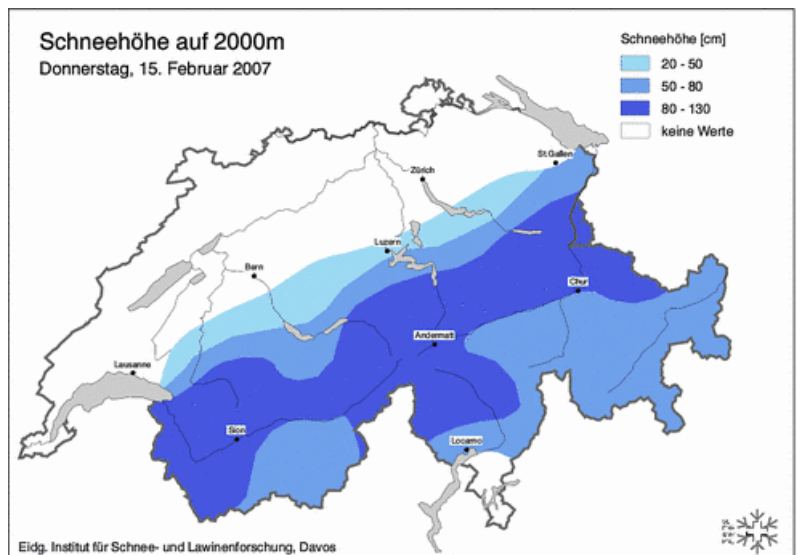 Schneehöhe auf 2000m
Donnerstag, 15. Februar 2007
Schneehöhe [cm]
20 - 50
50 - 80
80 - 130
keine Werte
St.Gallen
Zürich
Luzern
Bern
Chur
Andermatt
Lausanne
Sion
Locarno
Eidg. Institut für Schnee- und Lawinenforschung, Davos